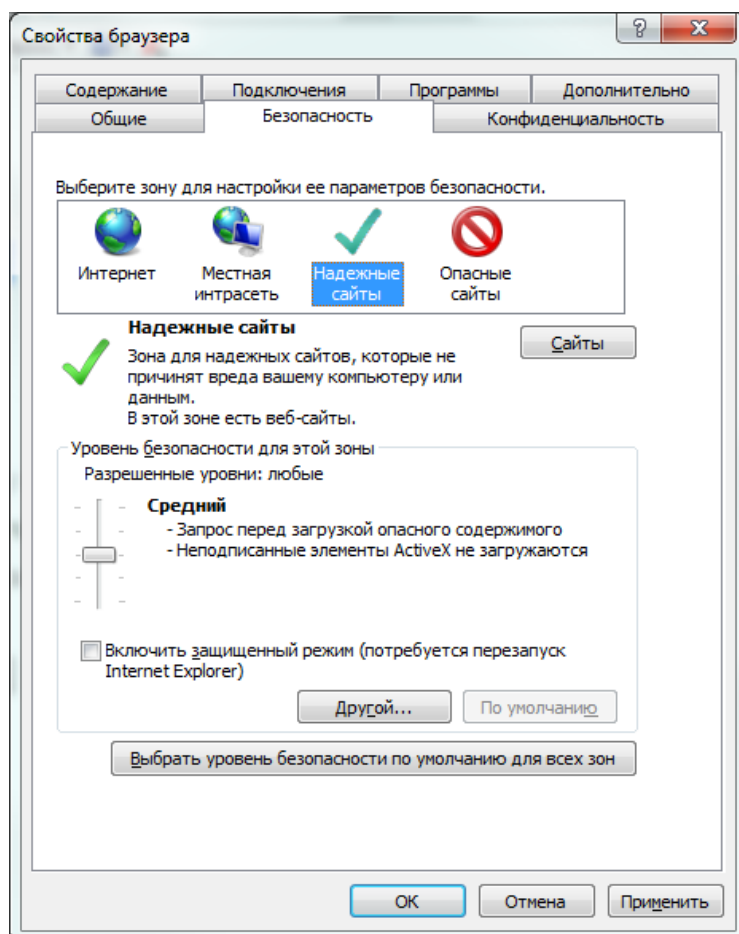 Свойства браузера
Содержание Подключения Программы Дополнительно
Общие Безопасность Конфиденциальность
Выберите зону для настройки ее параметров безопасности.
Интернет Местная интрасеть Надежные сайты Опасные сайты
Надежные сайты
Сайты
Зона для надежных сайтов, которые не
причинят вреда вашему компьютеру или
данным.
В этой зоне есть веб-сайты.
Уровень безопасности для этой зоны
Разрешенные уровни: любые
Средний
- Запрос перед загрузкой опасного содержимого
- Неподписанные элементы ActiveX не загружаются
Включить защищенный режим (потребуется перезапуск
Internet Explorer)
Другой... По умолчанию
Выбрать уровень безопасности по умолчанию для всех зон
ОК Отмена Применить